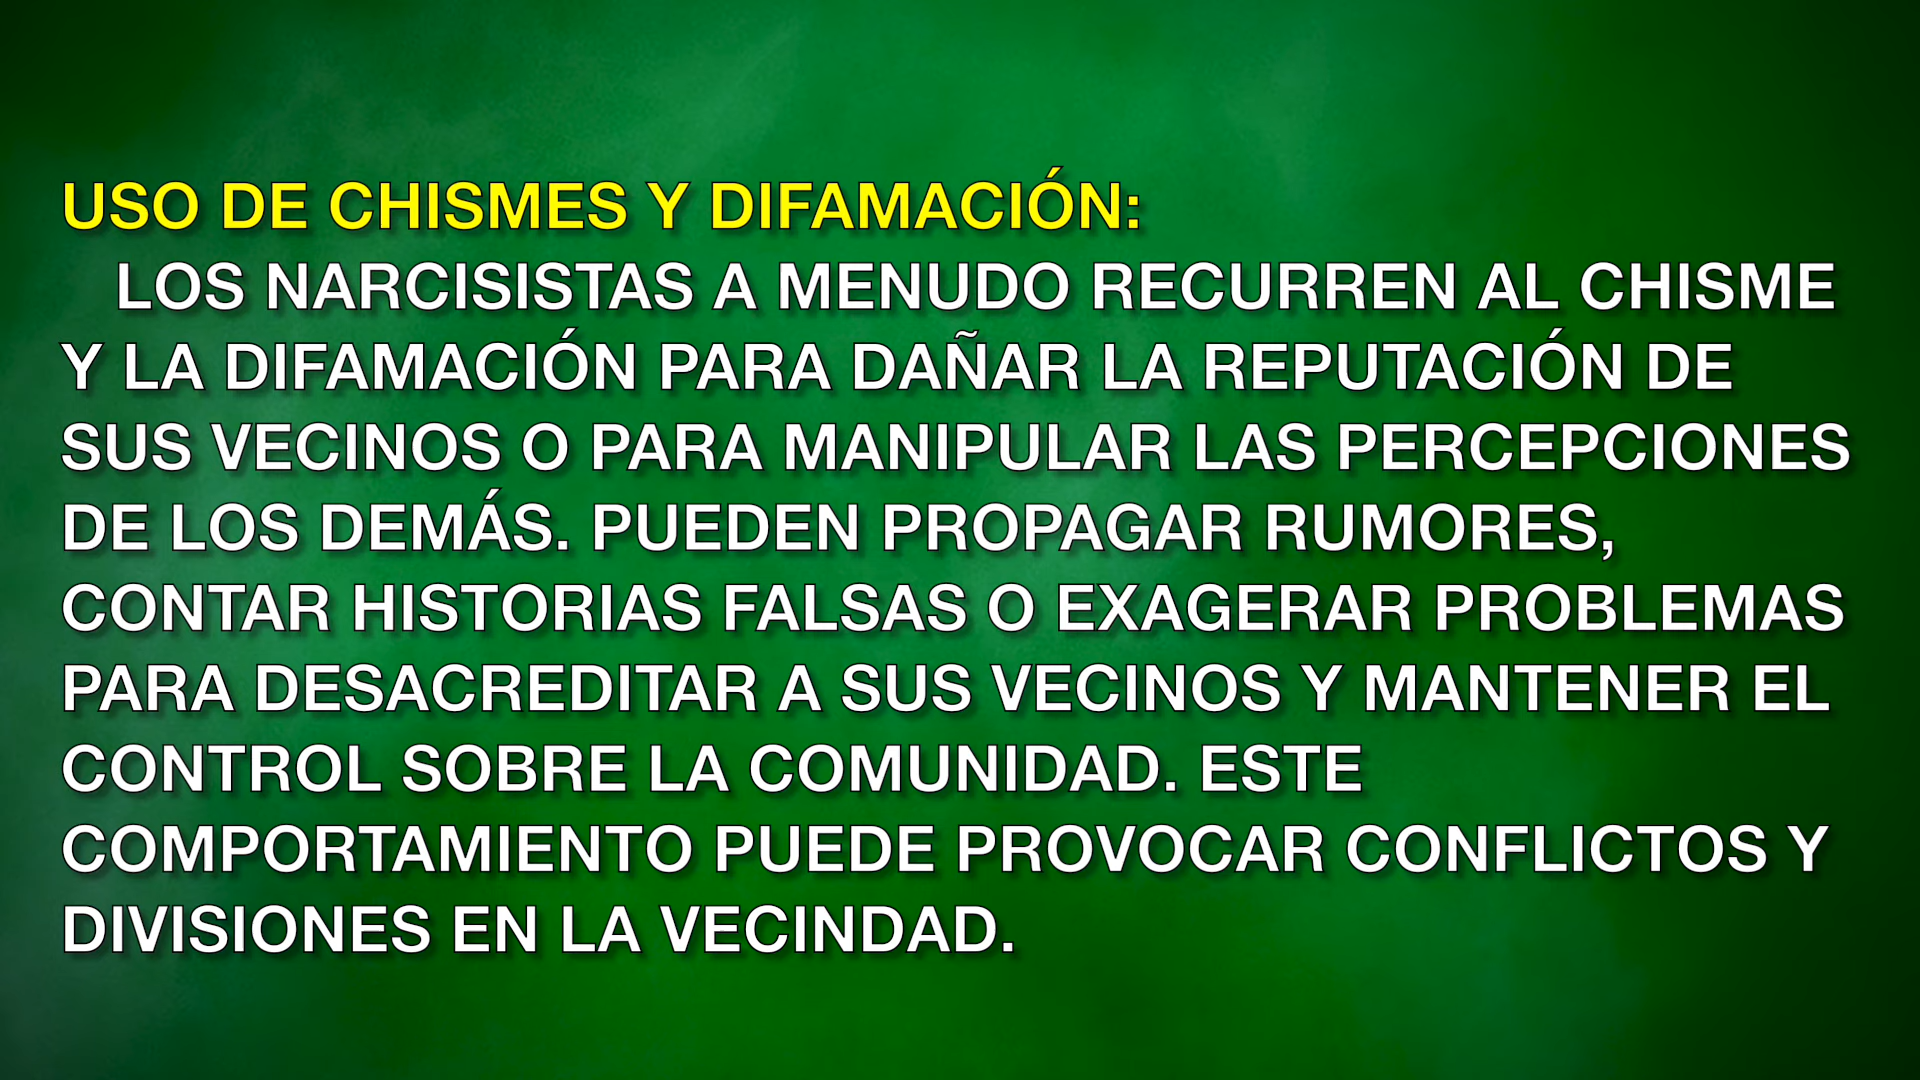 USO DE CHISMES Y DIFAMACIÓN:
LOS NARCISISTAS A MENUDO RECURREN AL CHISME
Y LA DIFAMACIÓN PARA DAÑAR LA REPUTACIÓN DE
SUS VECINOS O PARA MANIPULAR LAS PERCEPCIONES
DE LOS DEMÁS. PUEDEN PROPAGAR RUMORES,
CONTAR HISTORIAS FALSAS O EXAGERAR PROBLEMAS
PARA DESACREDITAR A SUS VECINOS Y MANTENER EL
CONTROL SOBRE LA COMUNIDAD. ESTE
COMPORTAMIENTO PUEDE PROVOCAR CONFLICTOS Y
DIVISIONES EN LA VECINDAD.